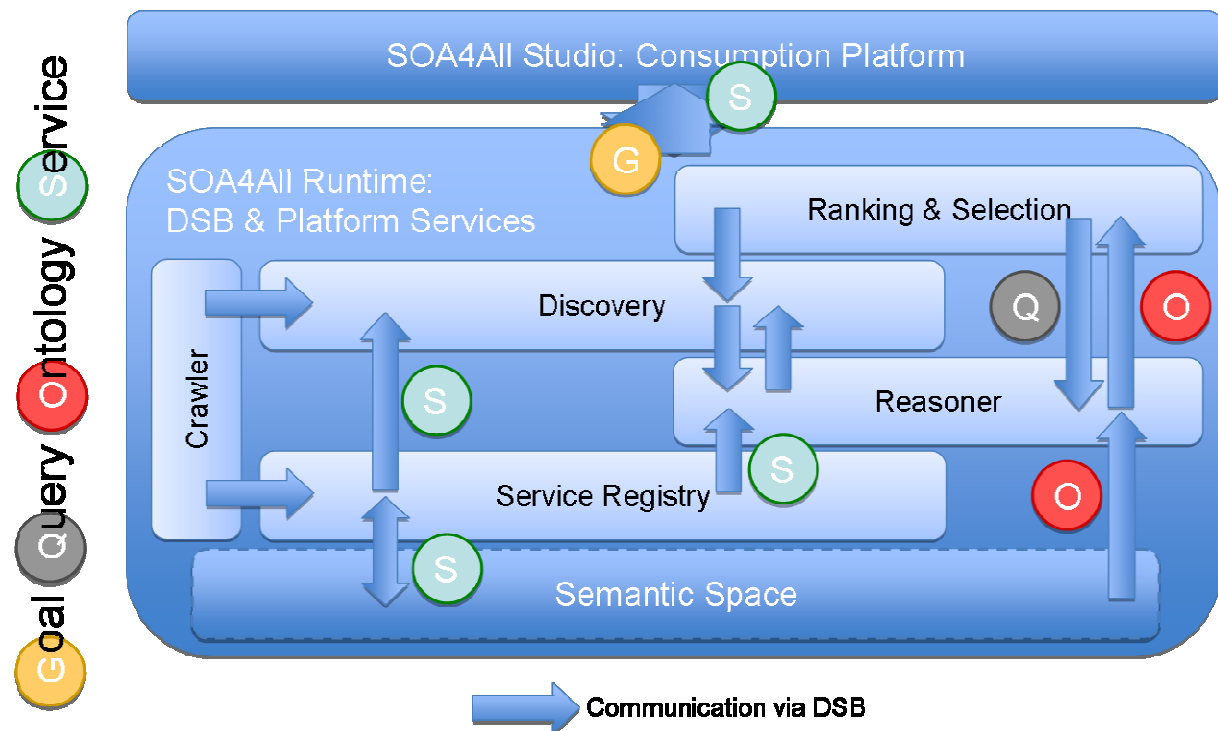 SOA4All Studio: Consumption Platform
S
G
SOA4All Runtime:
DSB & Platform Services
Ranking & Selection
Discovery
Q
O
Crawler
S
Reasoner
S
Service Registry
O
S
Semantic Space
Communication via DSB
Goal Query Ontology Service